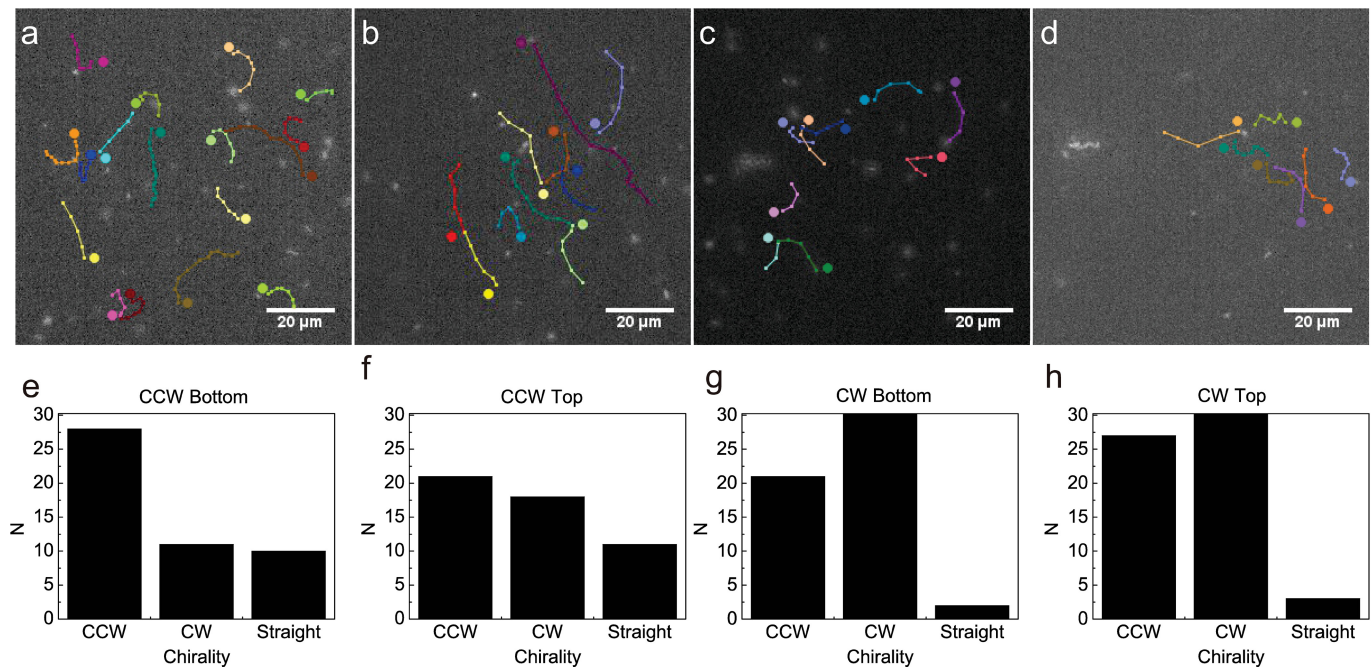 a
b
c
d
20 µm
20 µm
20 µm
20 µm
e
f
g
h
CCW Bottom
CCW Top
CW Bottom
CW Top
30
25
20
15
10
5
0
N
CCW CW Straight
Chirality
30
25
20
15
10
5
0
N
CCW CW Straight
Chirality
30
25
20
15
10
5
0
N
CCW CW Straight
Chirality
30
25
20
15
10
5
0
N
CCW CW Straight
Chirality